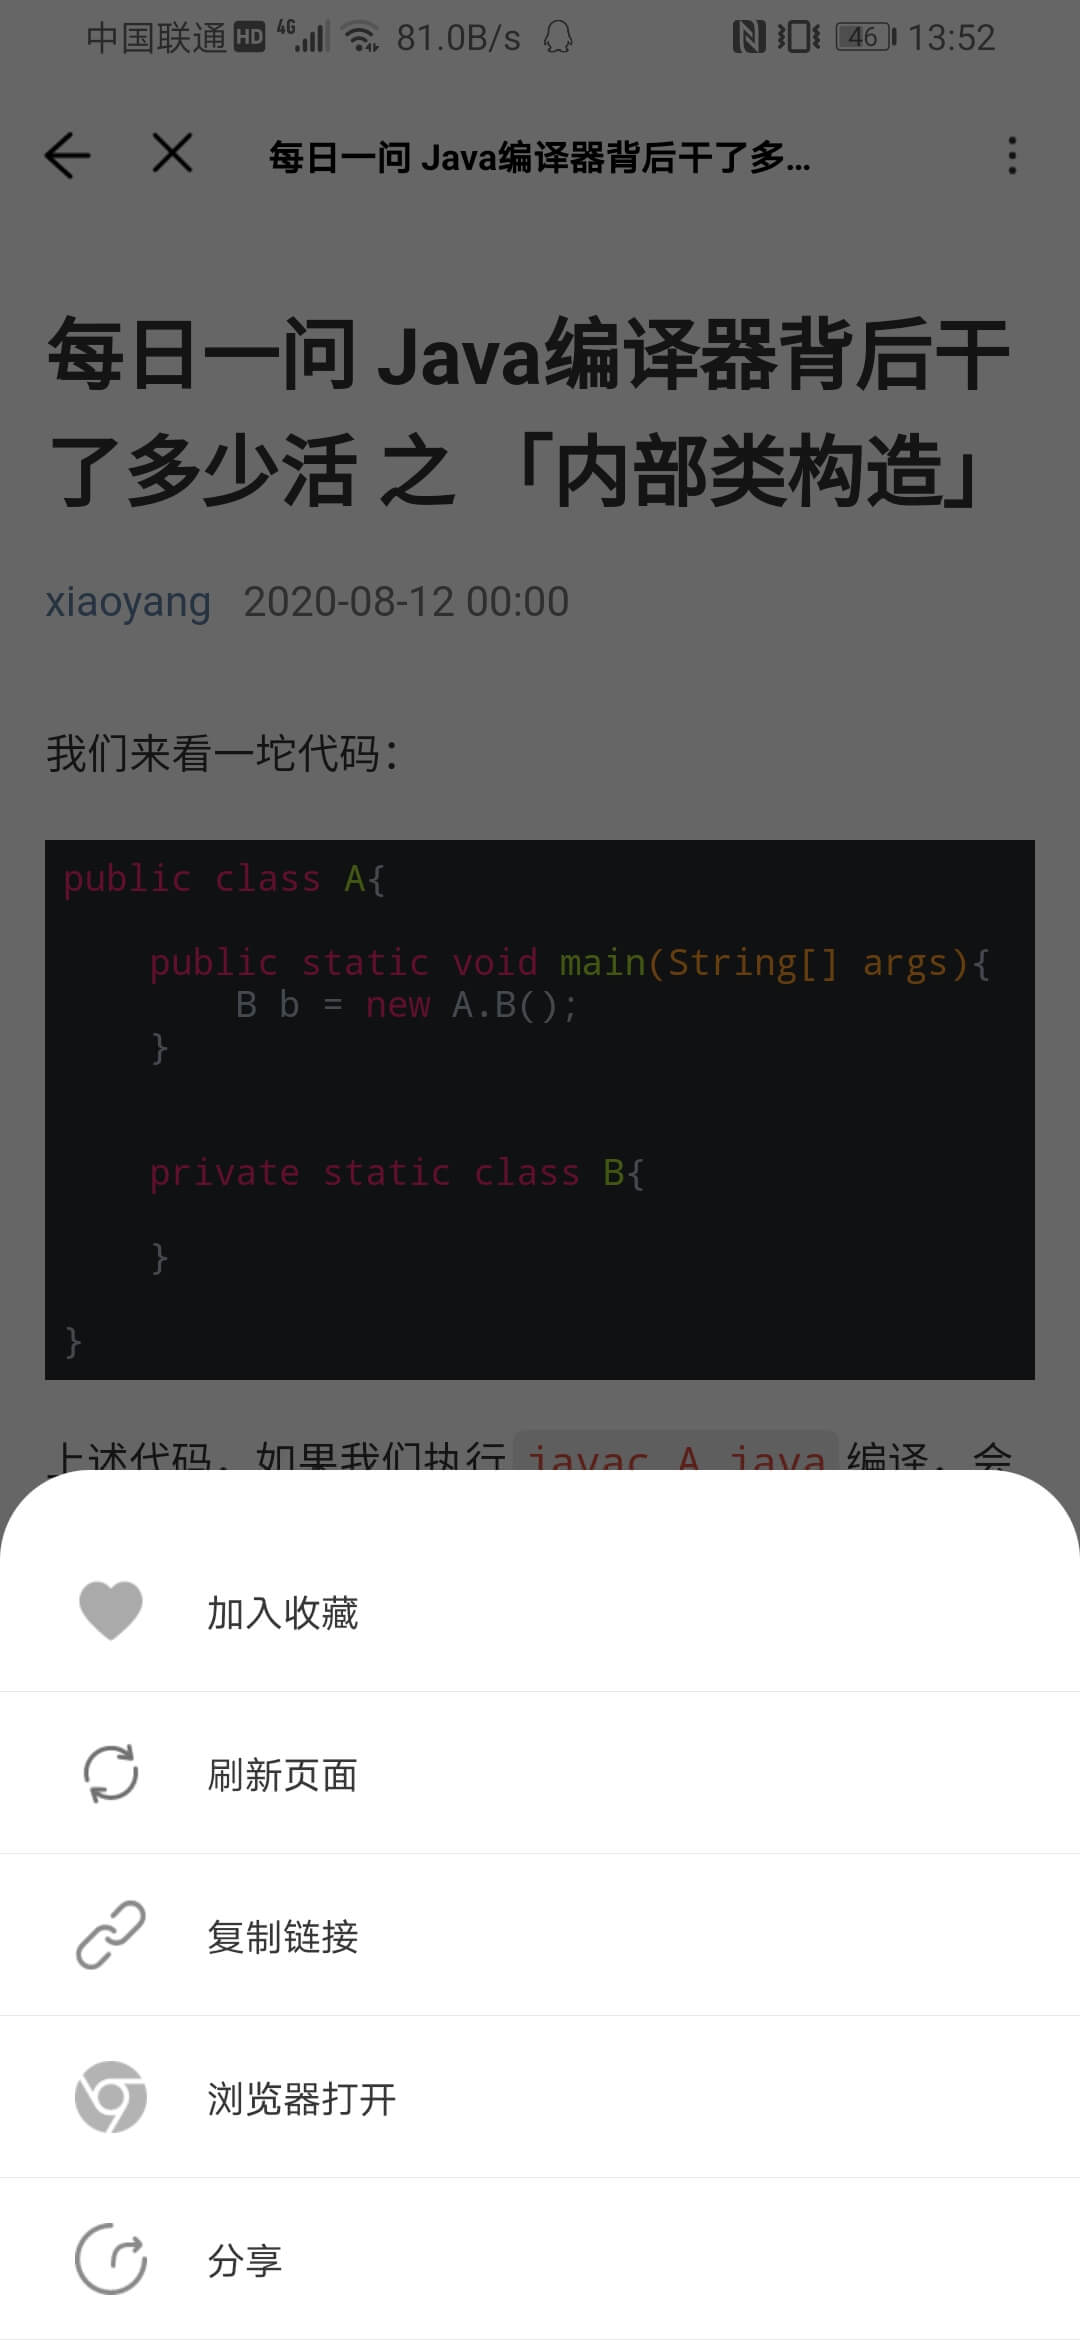 中国联通 HD 4G 81.0B/s 46 13:52
每日一问 Java编译器背后干了多...
每日一问 Java编译器背后干
了多少活 之 「内部类构造」
xiaoyang 2020-08-12 00:00
我们来看一坨代码：
public class A{
public static void main(String[] args){
B b = new A.B();
}
private static class B{
}
}
上述代码，如果我们执行 javac A.java 编译，会
加入收藏
刷新页面
复制链接
浏览器打开
分享